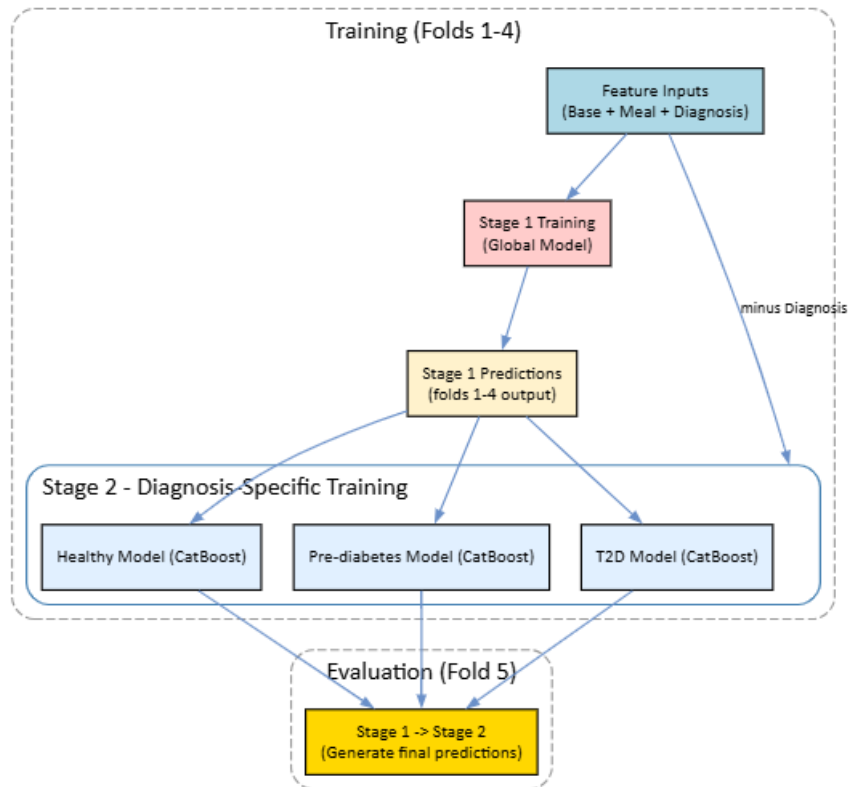 Training (Folds 1-4)
Feature Inputs
(Base + Meal + Diagnosis)
Stage 1 Training
(Global Model)
minus Diagnosis
Stage 1 Predictions
(folds 1-4 output)
Stage 2 - Diagnosis-Specific Training
Healthy Model (CatBoost)
Pre-diabetes Model (CatBoost)
T2D Model (CatBoost)
Evaluation (Fold 5)
Stage 1 -> Stage 2
(Generate final predictions)